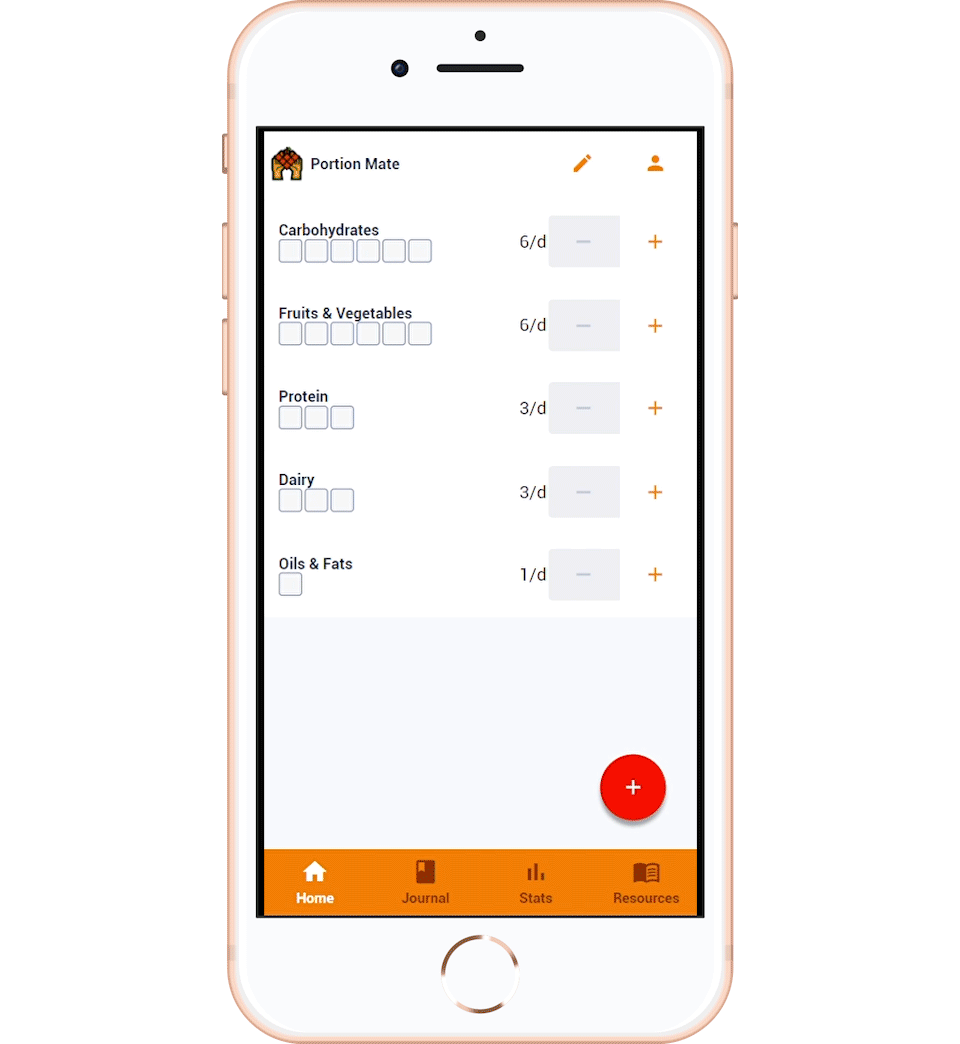 Portion Mate
Carbohydrates
6/d - +
Fruits & Vegetables
6/d - +
Protein
3/d - +
Dairy
3/d - +
Oils & Fats
1/d - +
+
Home Journal Stats Resources